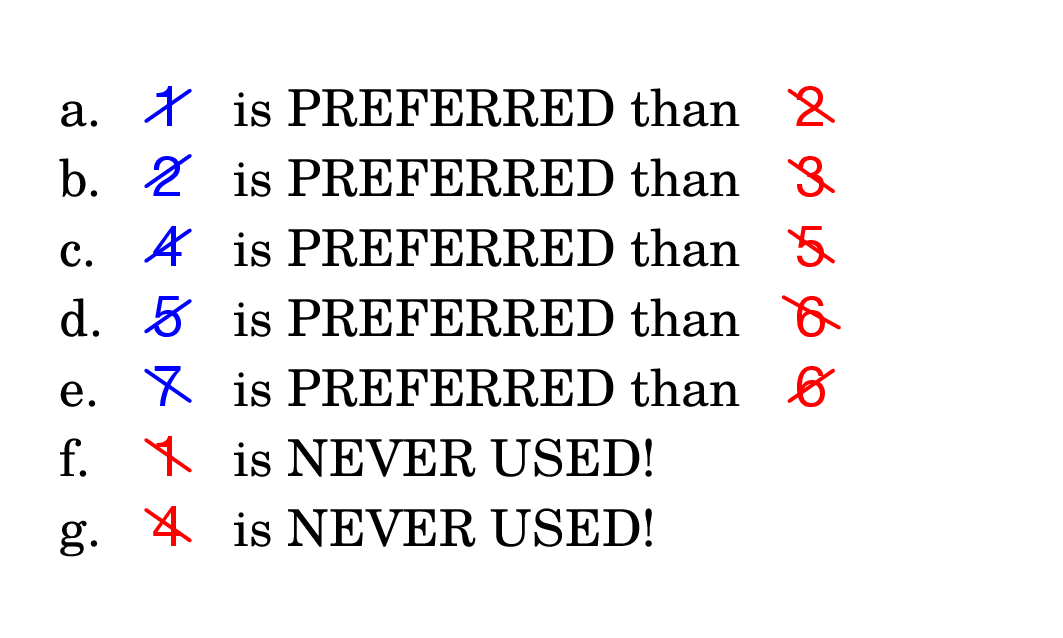 a. 1 is PREFERRED than 2
b. 2 is PREFERRED than 3
c. 4 is PREFERRED than 5
d. 5 is PREFERRED than 6
e. 7 is PREFERRED than 6
f. 1 is NEVER USED!
g. 4 is NEVER USED!